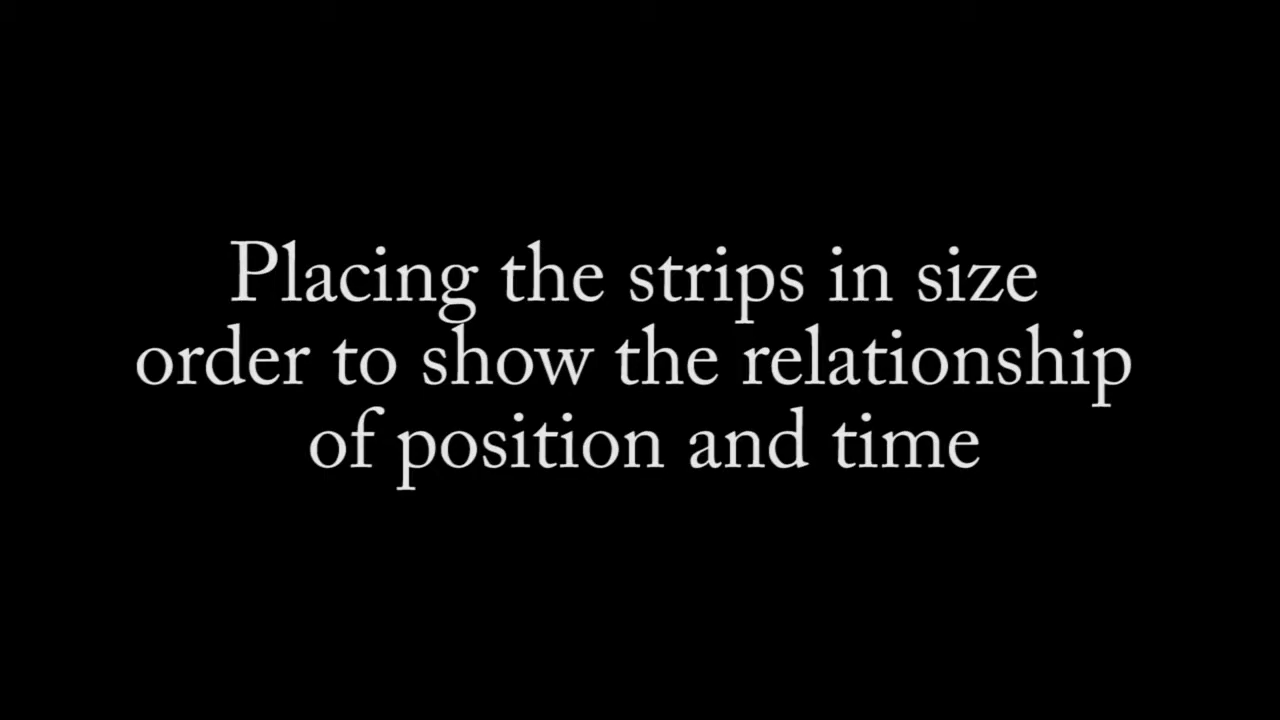 Placing the strips in size
order to show the relationship
of position and time